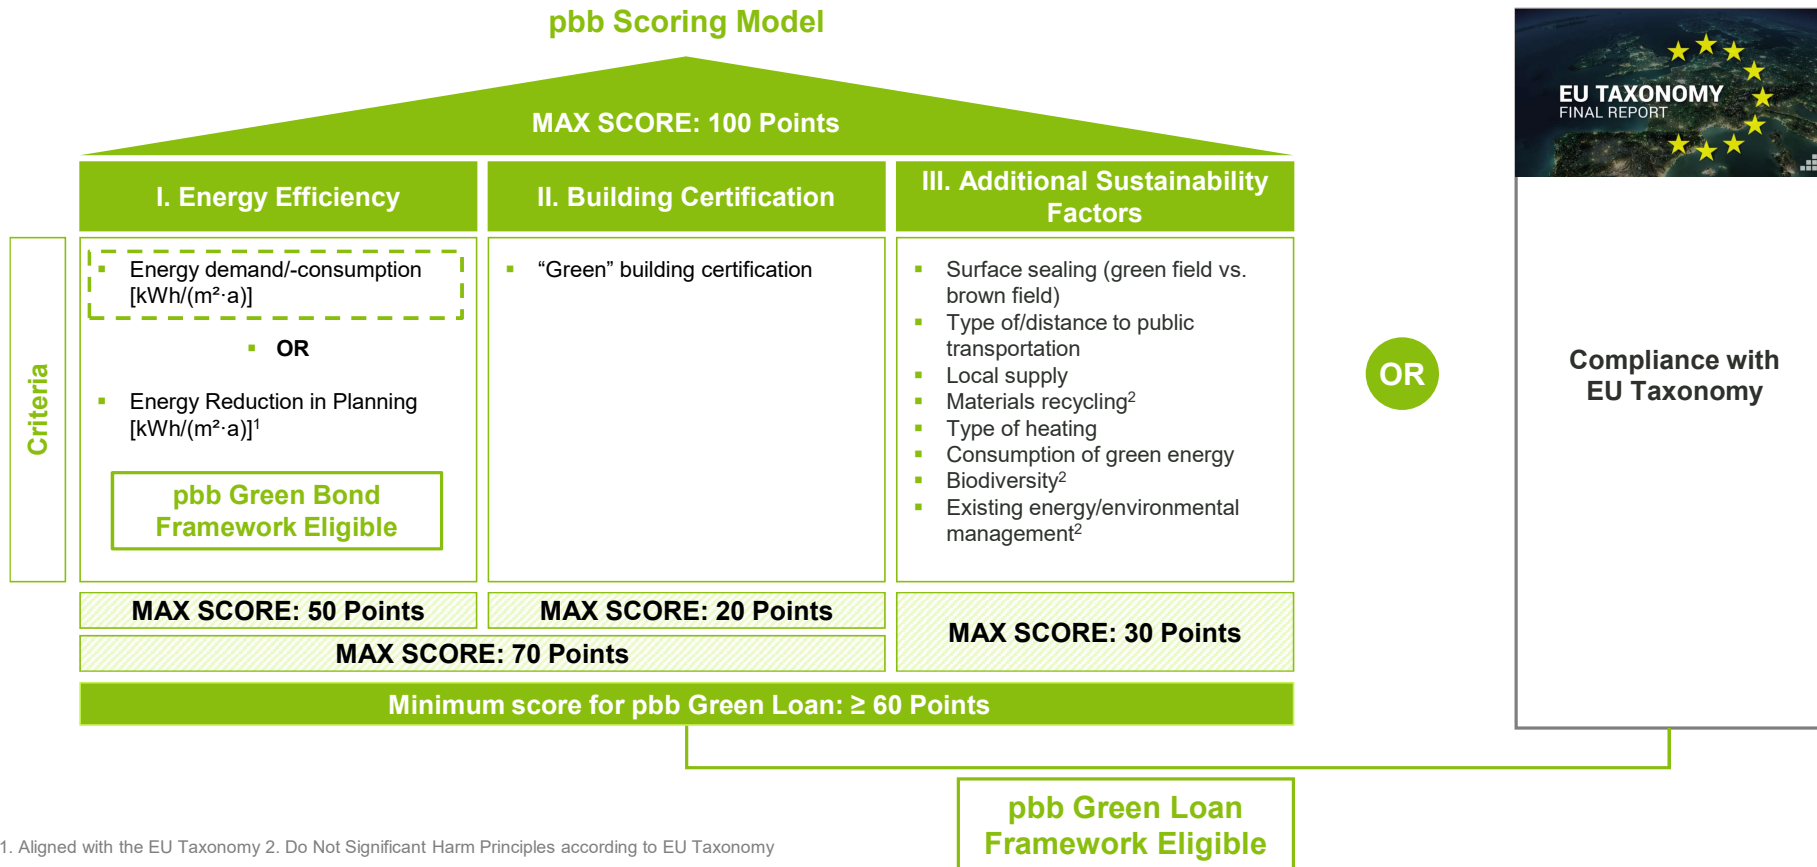 pbb Scoring Model
MAX SCORE: 100 Points
I. Energy Efficiency
II. Building Certification
III. Additional Sustainability
Factors
Criteria
▪ Energy demand/-consumption
[kWh/(m²·a)]
▪ OR
▪ Energy Reduction in Planning
[kWh/(m²·a)]¹
pbb Green Bond
Framework Eligible
▪ “Green” building certification
▪ Surface sealing (green field vs.
brown field)
▪ Type of/distance to public
transportation
▪ Local supply
▪ Materials recycling²
▪ Type of heating
▪ Consumption of green energy
▪ Biodiversity²
▪ Existing energy/environmental
management²
MAX SCORE: 50 Points
MAX SCORE: 20 Points
MAX SCORE: 30 Points
MAX SCORE: 70 Points
Minimum score for pbb Green Loan: ≥ 60 Points
OR
EU TAXONOMY
FINAL REPORT
Compliance with
EU Taxonomy
pbb Green Loan
Framework Eligible
1. Aligned with the EU Taxonomy 2. Do Not Significant Harm Principles according to EU Taxonomy